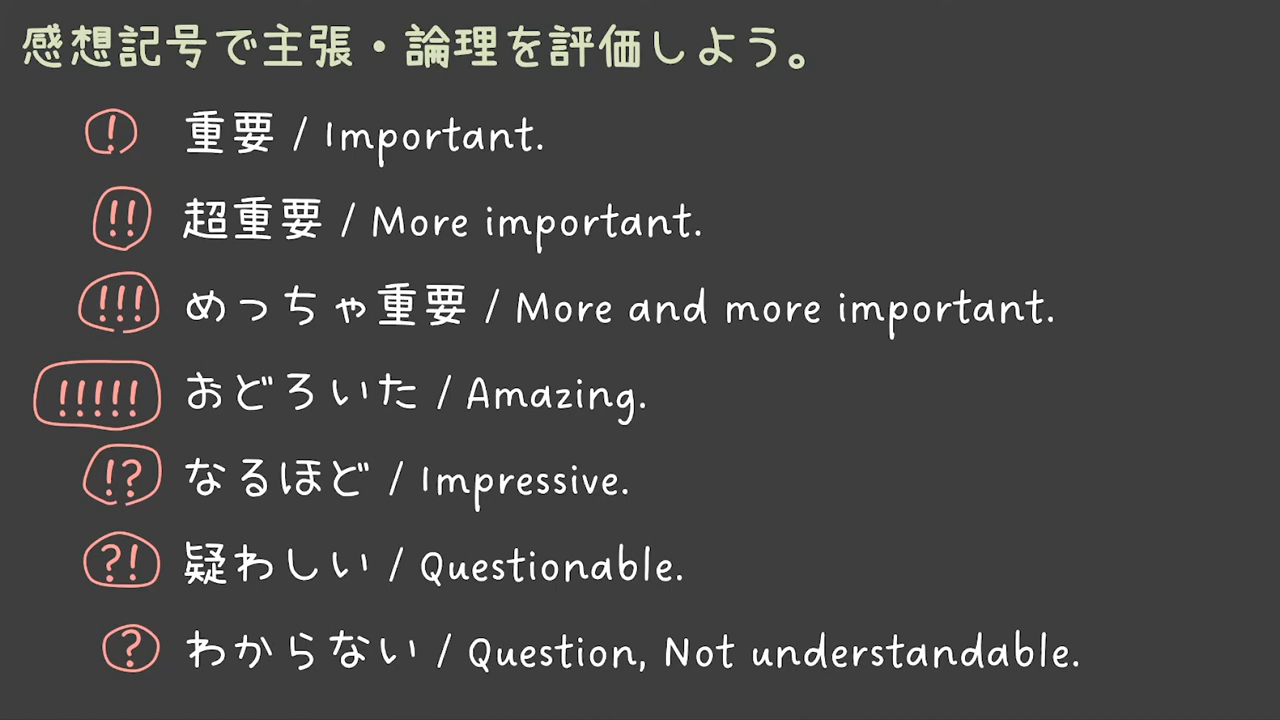 感想記号で主張・論理を評価しよう。
! 重要 / Important.
!! 超重要 / More important.
!!! めっちゃ重要 / More and more important.
!!!!! おどろいた / Amazing.
!? なるほど / Impressive.
?! 疑わしい / Questionable.
? わからない / Question, Not understandable.